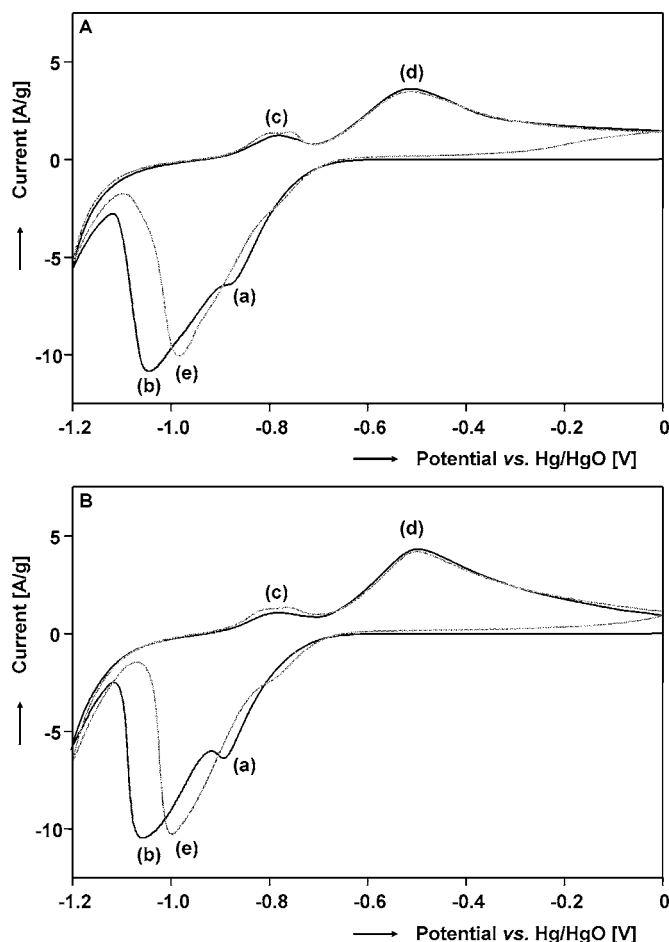 A
5
0
-5
-10
Current [A/g]
(a)
(b)
(c)
(d)
(e)
-1.2 -1.0 -0.8 -0.6 -0.4 -0.2 0
Potential vs. Hg/HgO [V]
B
5
0
-5
-10
Current [A/g]
(a)
(b)
(c)
(d)
(e)
-1.2 -1.0 -0.8 -0.6 -0.4 -0.2 0
Potential vs. Hg/HgO [V]